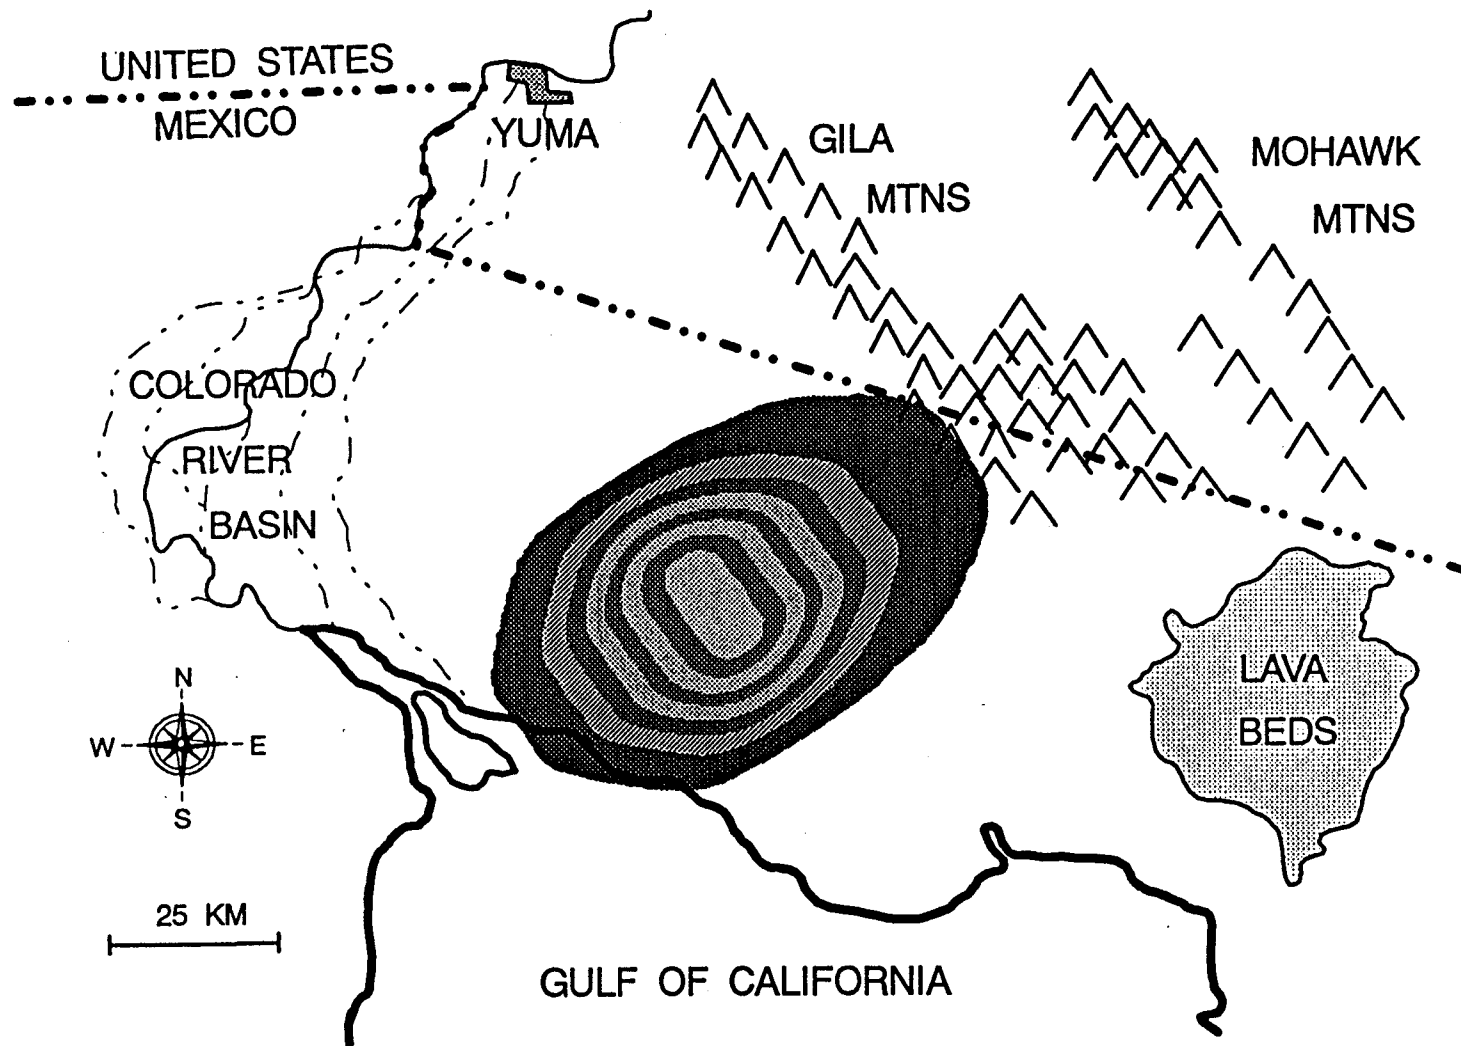 UNITED STATES
MEXICO
YUMA
GILA
MTNS
MOHAWK
MTNS
COLORADO
RIVER
BASIN
LAVA
BEDS
N
W E
S
25 KM
GULF OF CALIFORNIA